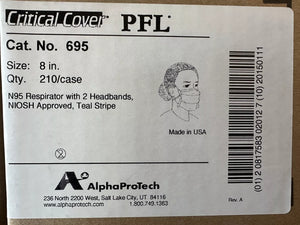 Critical Cover™ PFL®
Cat. No. 695
Size: 8 in.
Qty. 210/case
N95 Respirator with 2 Headbands,
NIOSH Approved, Teal Stripe
Made in USA
AlphaProTech
236 North 2200 West, Salt Lake City, UT 84116
www.alphaprotech.com 1.800.749.1363
Rev. A
(01) 2 0817583 02012 7 (10) 20150111